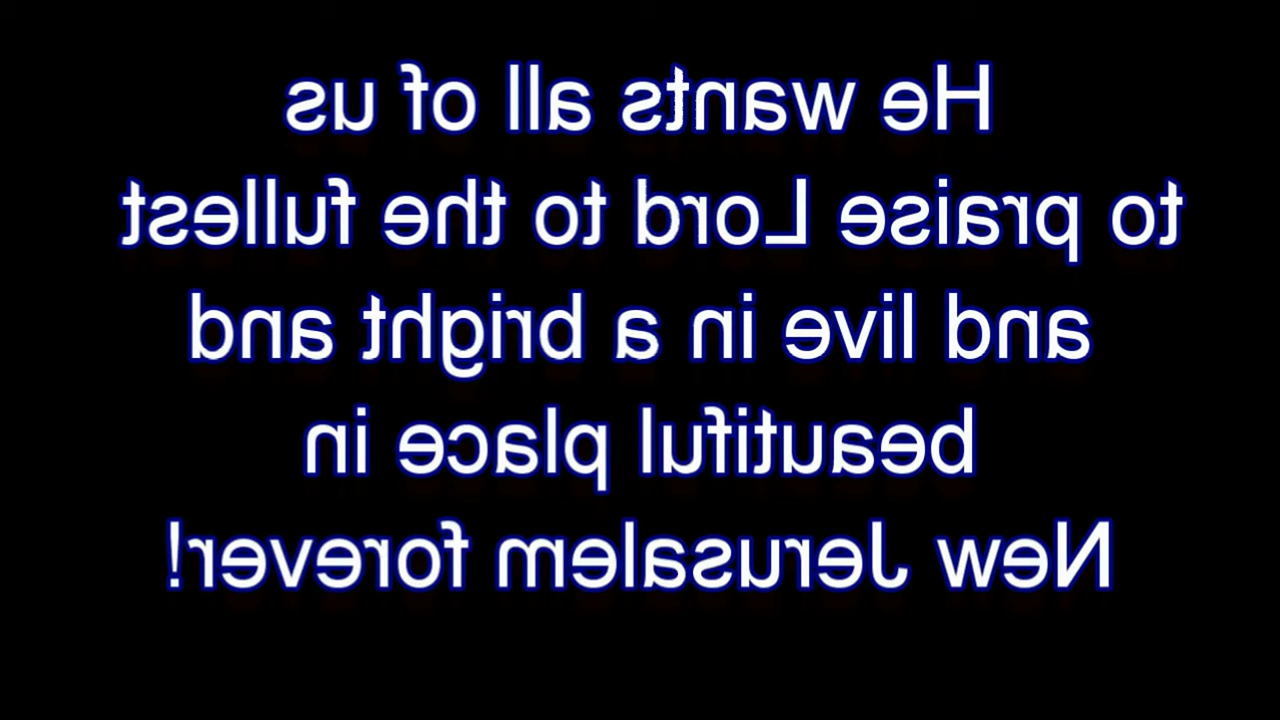 He wants all of us
to praise Lord to the fullest
and live in a bright and
beautiful place in
New Jerusalem forever!